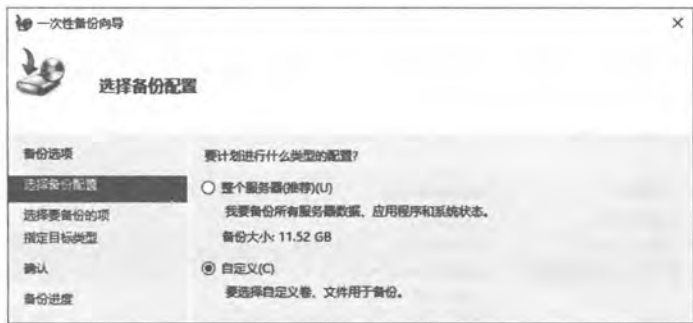 一次性备份向导
选择备份配置
备份选项
选择备份配置
选择要备份的项
指定目标类型
确认
备份进度
要计划进行什么类型的配置?
整个服务器(推荐)(U)
我要备份所有服务器数据、应用程序和系统状态。
备份大小: 11.52 GB
自定义(C)
要选择自定义卷、文件用于备份。